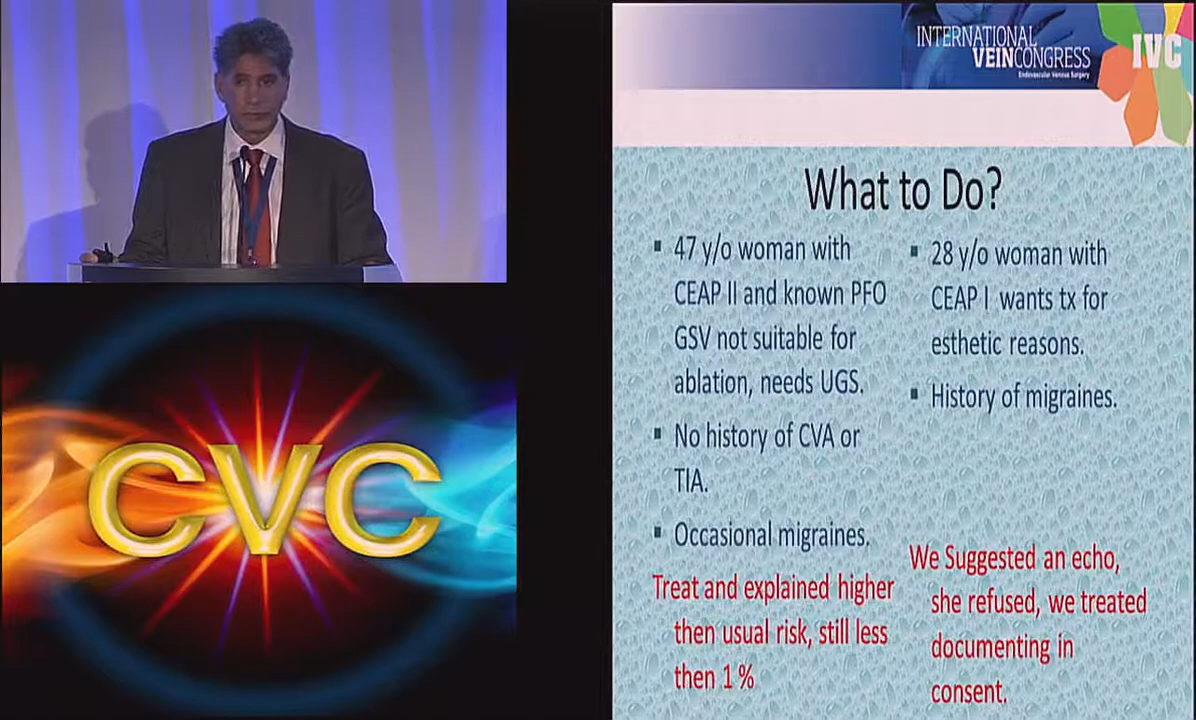 INTERNATIONAL
VEINCONGRESS
Endovascular Venous Surgery
IVC
What to Do?
47 y/o woman with
CEAP II and known PFO
GSV not suitable for
ablation, needs UGS.
No history of CVA or
TIA.
Occasional migraines.
Treat and explained higher
then usual risk, still less
then 1 %
28 y/o woman with
CEAP I wants tx for
esthetic reasons.
History of migraines.
We Suggested an echo,
she refused, we treated
documenting in
consent.
CVC